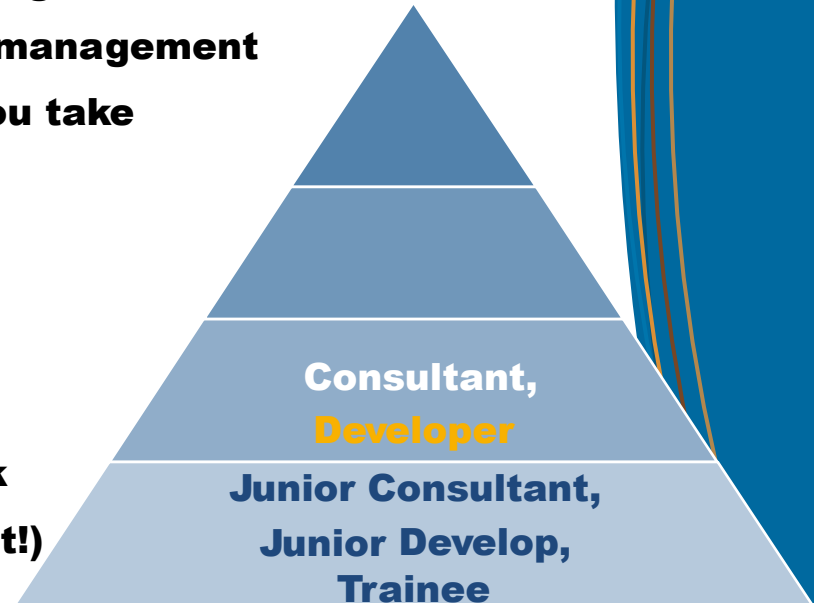 management
ou take
Consultant,
Developer
k
Junior Consultant,
t!)
Junior Develop,
Trainee